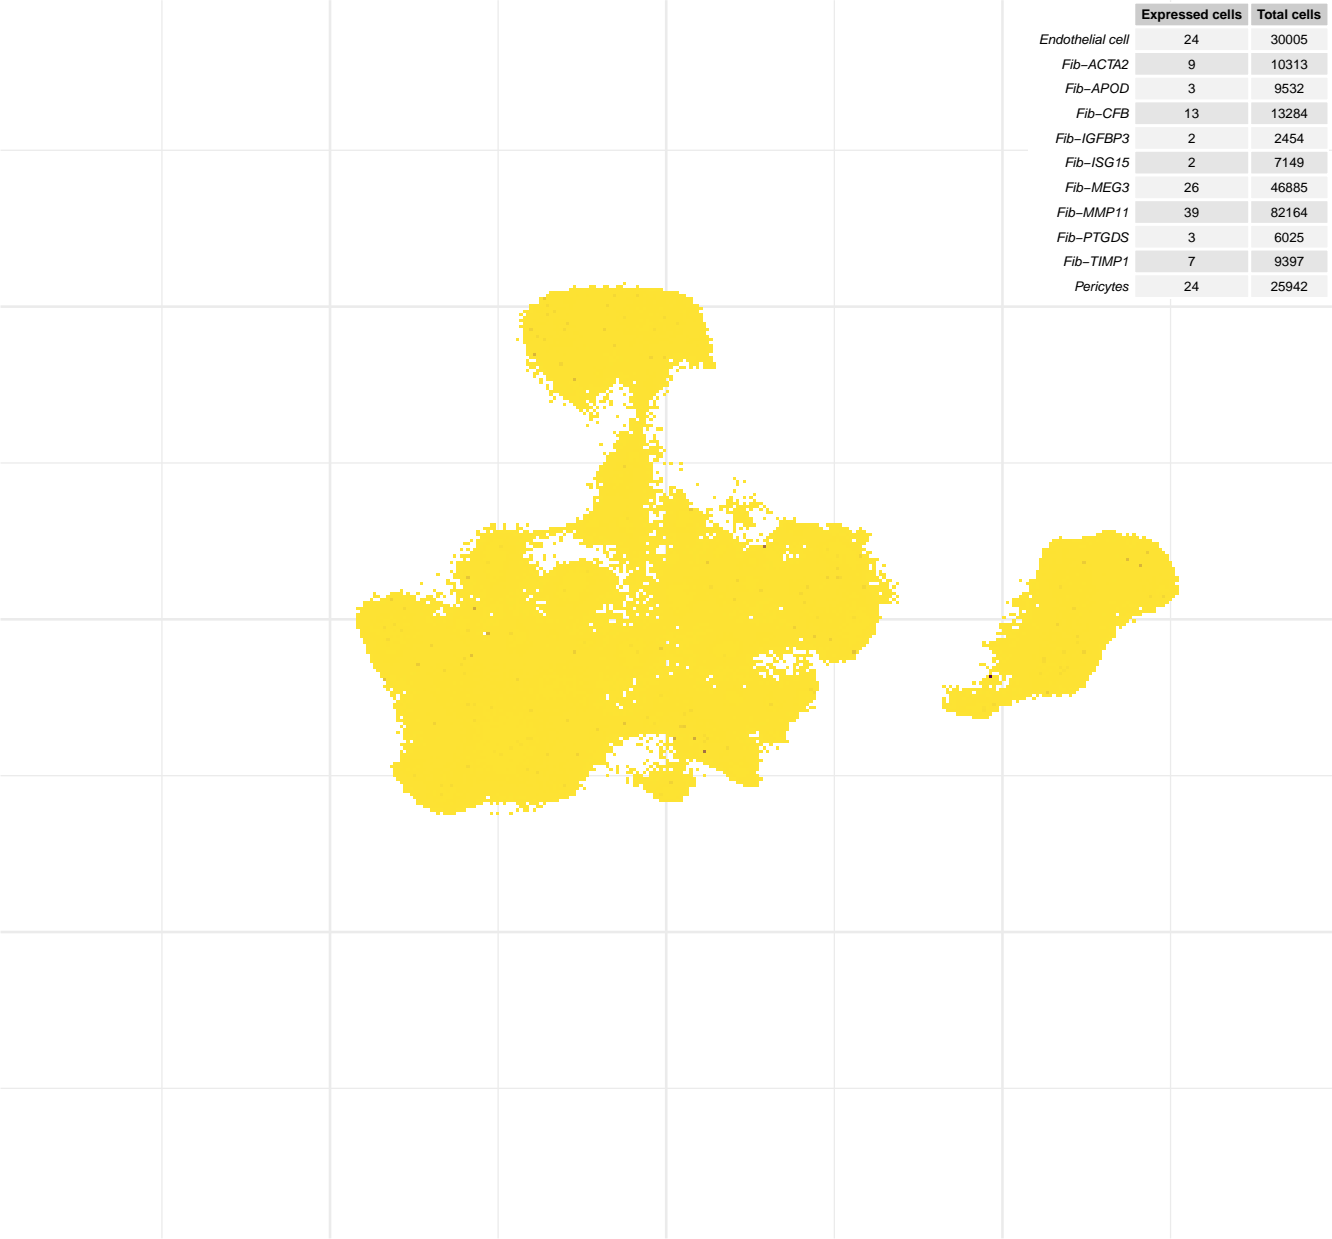 Expressed cells Total cells
Endothelial cell 24 30005
Fib−ACTA2 9 10313
Fib−APOD 3 9532
Fib−CFB 13 13284
Fib−IGFBP3 2 2454
Fib−ISG15 2 7149
Fib−MEG3 26 46885
Fib−MMP11 39 82164
Fib−PTGDS 3 6025
Fib−TIMP1 7 9397
Pericytes 24 25942